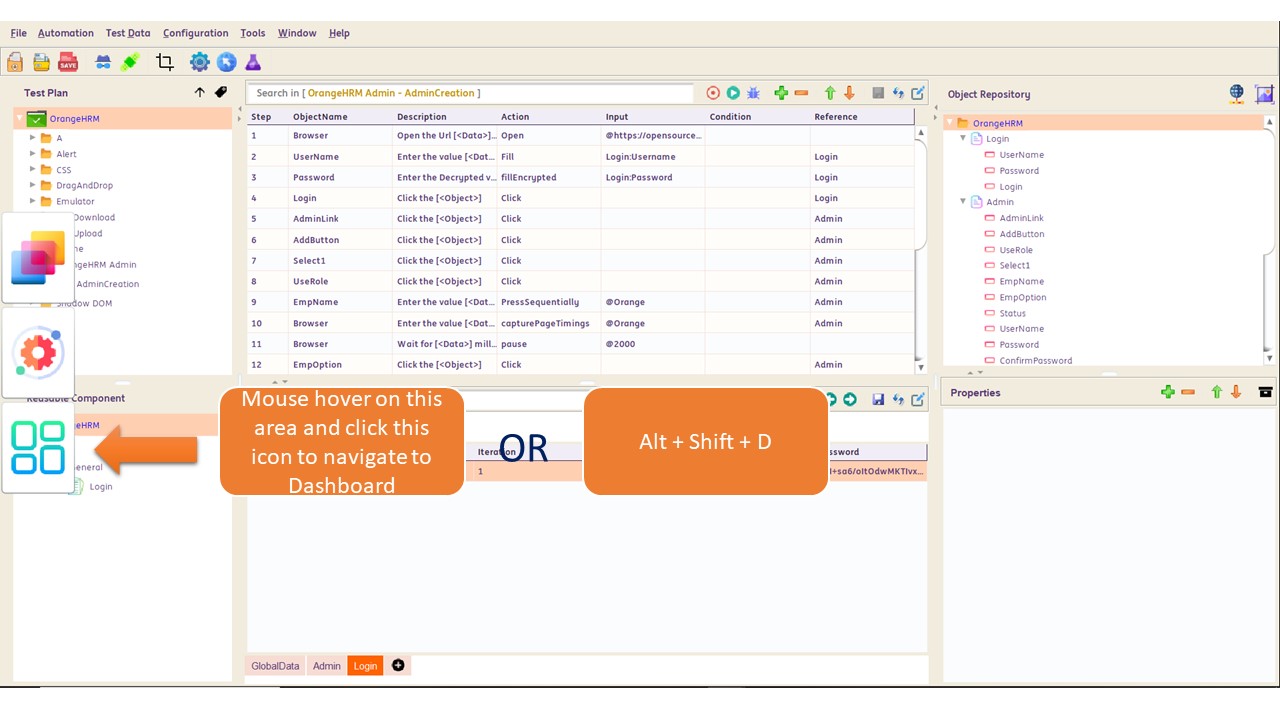 File Automation Test Data Configuration Tools Window Help
SAVE
Test Plan
OrangeHRM
A
Alert
CSS
DragAndDrop
Emulator
Download
Upload
ngeHRM Admin
AdminCreation
Shadow DOM
Reusable Component
eHRM
eneral
Login
Search in [ OrangeHRM Admin - AdminCreation ]
Step ObjectName Description Action Input Condition Reference
1 Browser Open the Url [<Data>]... Open @https://opensource...
2 UserName Enter the value [<Dat... Fill Login:Username Login
3 Password Enter the Decrypted v... fillEncrypted Login:Password Login
4 Login Click the [<Object>] Click Login
5 AdminLink Click the [<Object>] Click Admin
6 AddButton Click the [<Object>] Click Admin
7 Select1 Click the [<Object>] Click Admin
8 UseRole Click the [<Object>] Click Admin
9 EmpName Enter the value [<Dat... PressSequentially @Orange Admin
10 Browser Enter the value [<Dat... capturePageTimings @Orange Admin
11 Browser Wait for [<Data>] mill... pause @2000
12 EmpOption Click the [<Object>] Click Admin
Mouse hover on this
area and click this
icon to navigate to
Dashboard
OR
Alt + Shift + D
Iteration ssword
1 I+sa6/oItOdwMKTIvx...
GlobalData Admin Login
Object Repository
OrangeHRM
Login
UserName
Password
Login
Admin
AdminLink
AddButton
UseRole
Select1
EmpName
EmpOption
Status
UserName
Password
ConfirmPassword
Properties